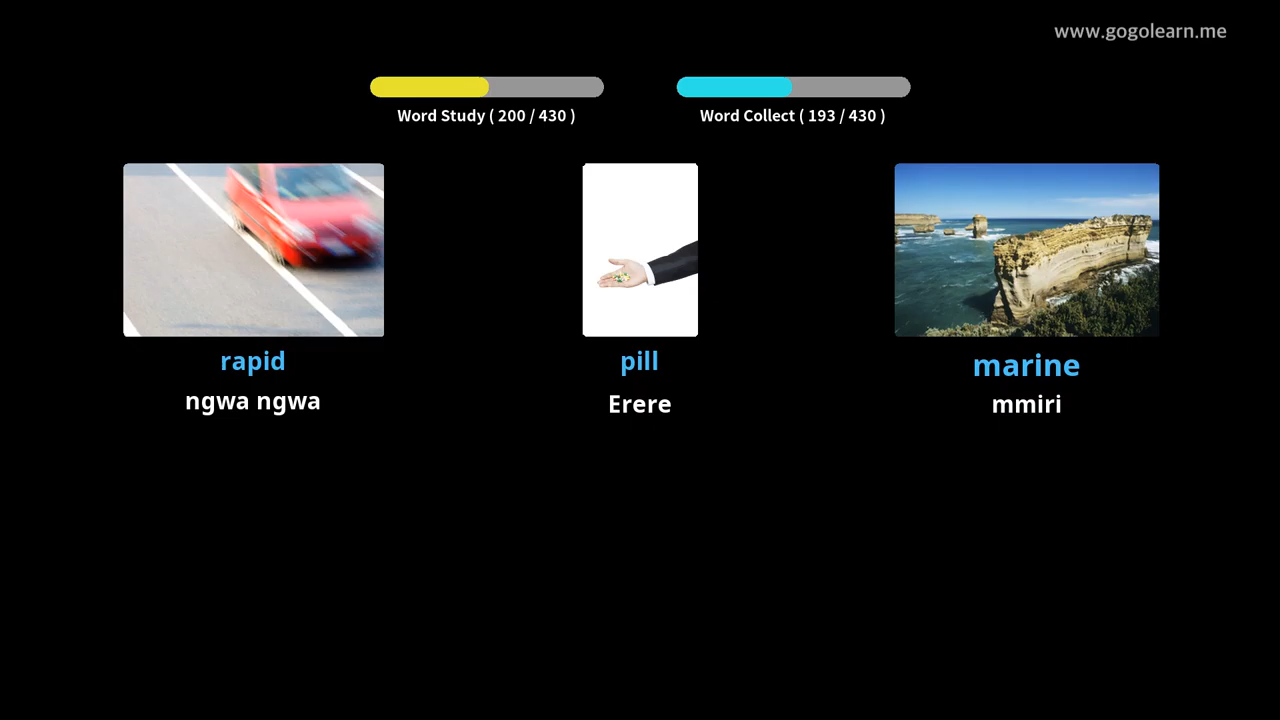 www.gogolearn.me
Word Study ( 200 / 430 )
Word Collect ( 193 / 430 )
rapid
ngwa ngwa
pill
Erere
marine
mmiri